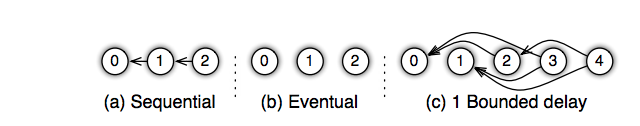 0 1 2 0 1 2 0 1 2 3 4
(a) Sequential (b) Eventual (c) 1 Bounded delay